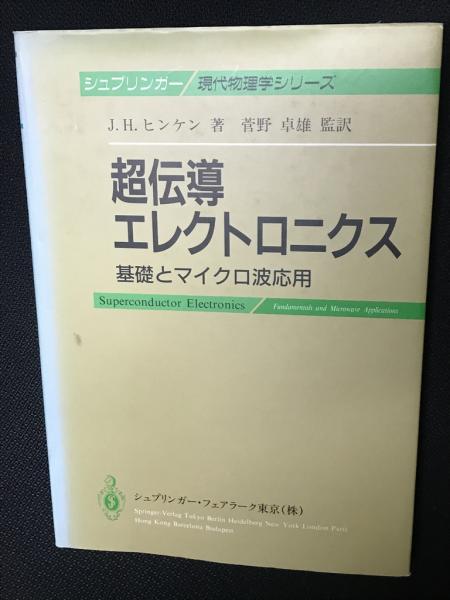 シュプリンガー/現代物理学シリーズ
J.H.ヒンケン 著 菅野 卓雄 監訳
超伝導
エレクトロニクス
基礎とマイクロ波応用
Superconductor Electronics / Fundamentals and Microwave Applications
シュプリンガー・フェアラーク東京(株)
Springer-Verlag Tokyo Berlin Heidelberg New York London Paris
Hong Kong Barcelona Budapest